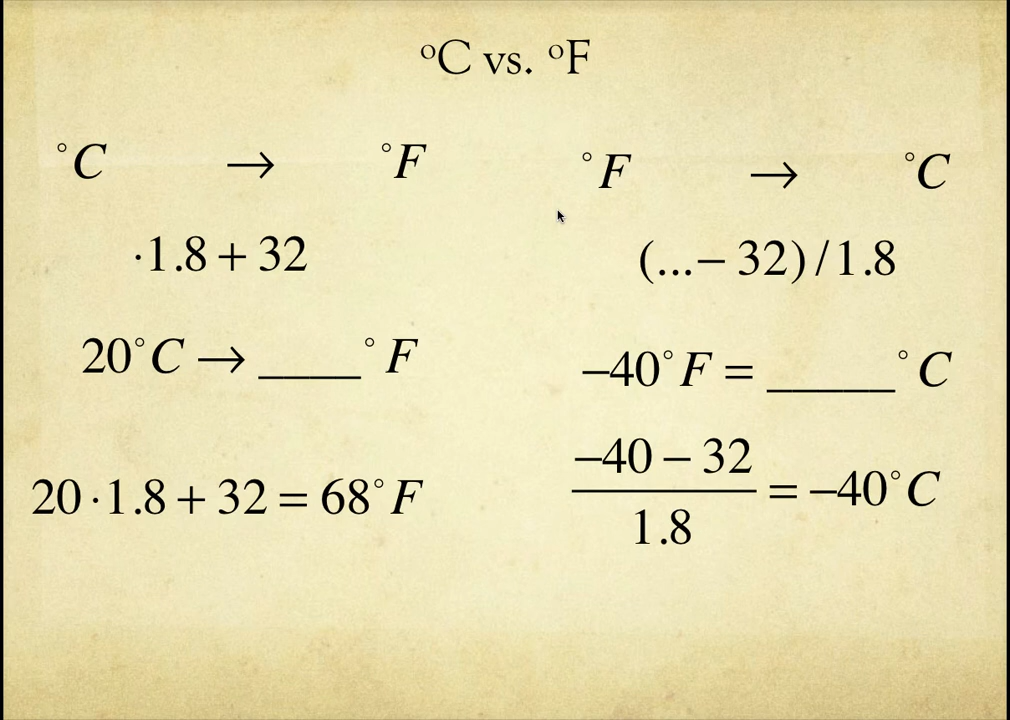 °C vs. °F
°C → °F
·1.8 + 32
20°C → ____°F
20·1.8 + 32 = 68°F
°F → °C
(...− 32) / 1.8
−40°F = _____°C
−40 − 32
1.8
= −40°C